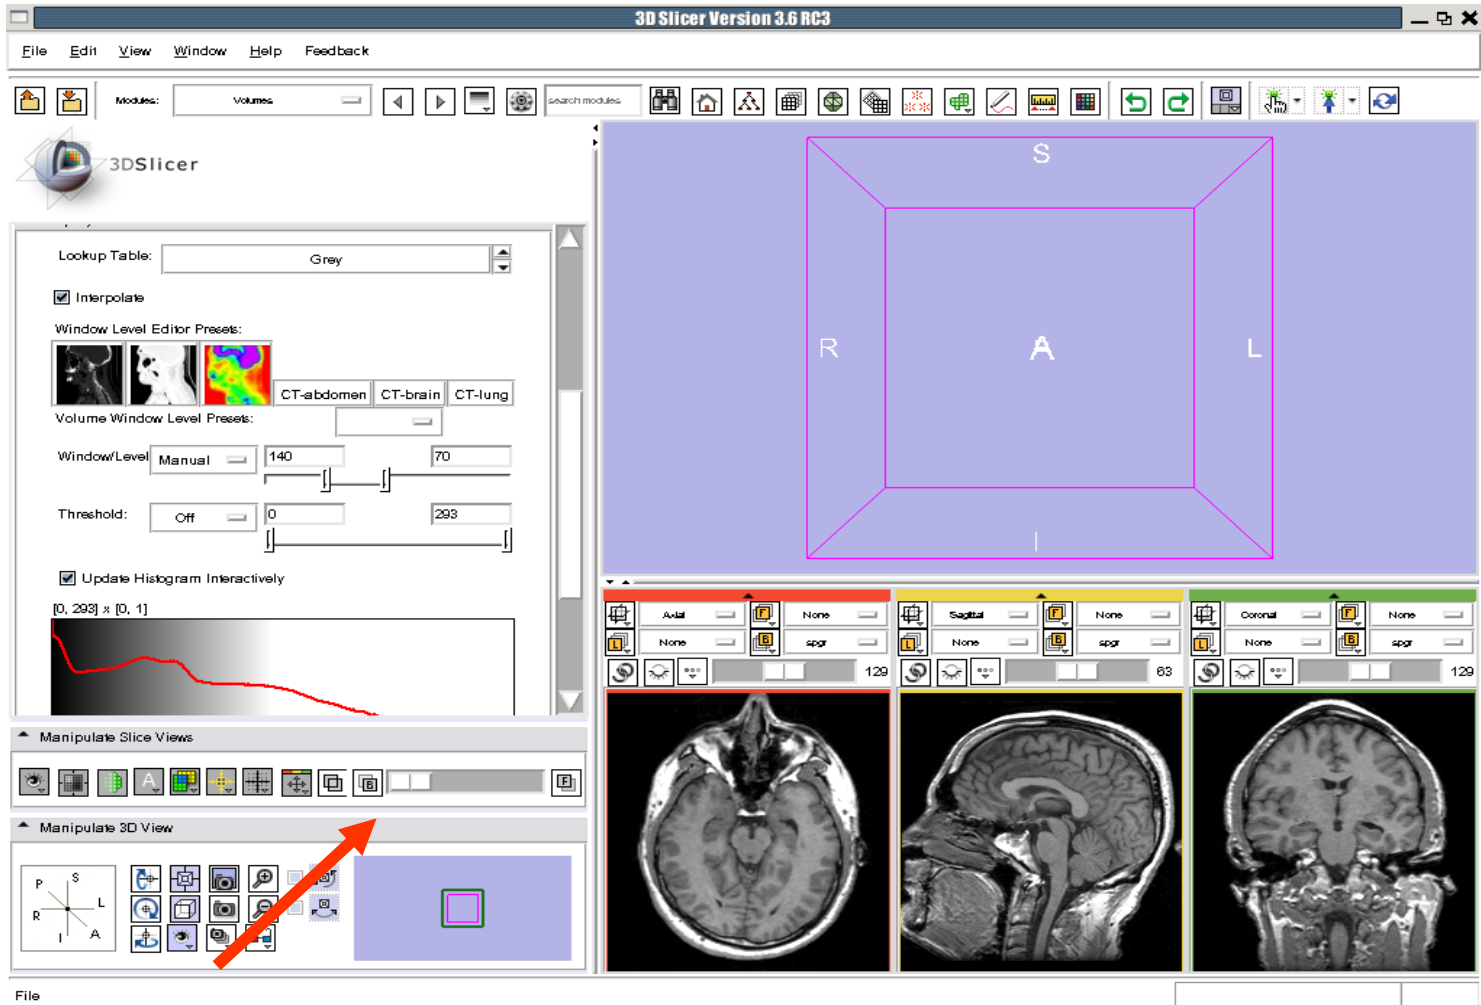 3D Slicer Version 3.6 RC3
File Edit View Window Help Feedback
Modules: Volumes search modules
3DSlicer
Lookup Table: Grey
Interpolate
Window Level Editor Presets:
CT-abdomen CT-brain CT-lung
Volume Window Level Presets:
Window/Level Manual 140 70
Threshold: Off 0 293
Update Histogram Interactively
[0, 293] x [0, 1]
Manipulate Slice Views
A B F
Manipulate 3D View
P S
R L
I A
S
R A L
I
Axial F None
L None B spgr
129
Sagittal F None
L None B spgr
63
Coronal F None
L None B spgr
129
File